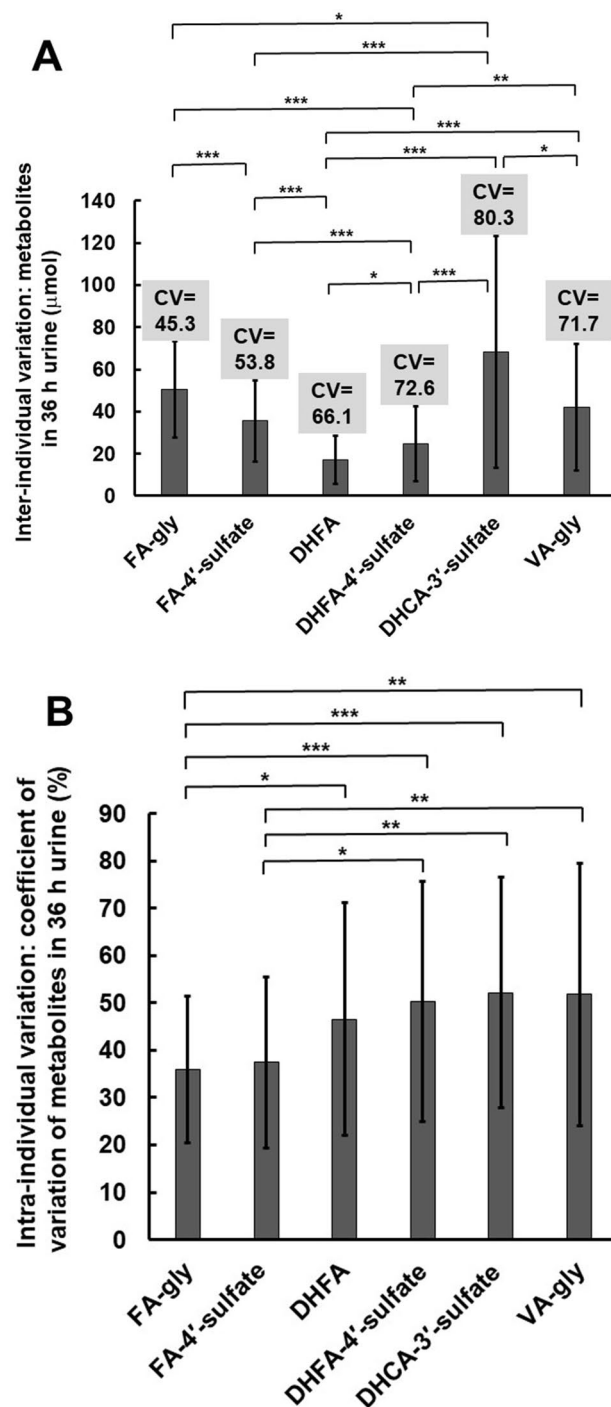 A
Inter-individual variation: metabolites
in 36 h urine (µmol)
*
***
**
***
***
***
***
*
***
***
*
***
140
120
100
80
60
40
20
0
CV=
45.3
CV=
53.8
CV=
66.1
CV=
72.6
CV=
80.3
CV=
71.7
FA-gly
FA-4′-sulfate
DHFA
DHFA-4′-sulfate
DHCA-3′-sulfate
VA-gly
B
Intra-individual variation: coefficient of
variation of metabolites in 36 h urine (%)
**
***
***
*
**
**
*
90
80
70
60
50
40
30
20
10
0
FA-gly
FA-4′-sulfate
DHFA
DHFA-4′-sulfate
DHCA-3′-sulfate
VA-gly